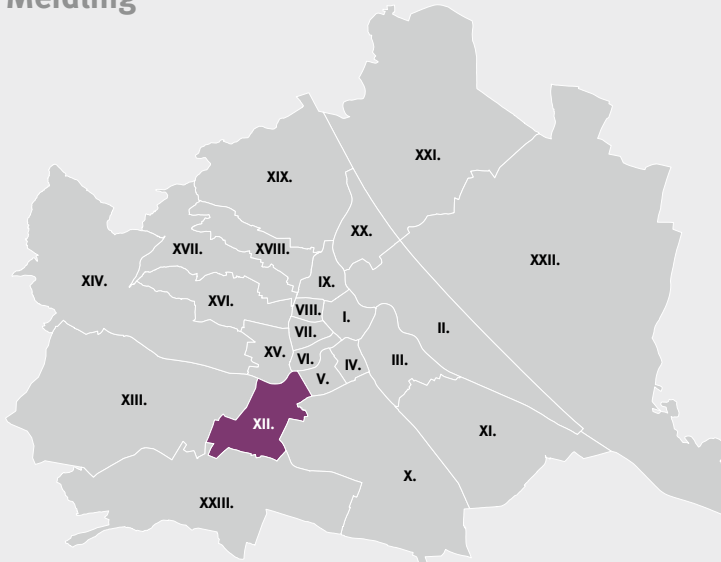 Meidling
XXI.
XIX.
XX.
XVII.
XVIII.
XXII.
XIV.
IX.
XVI.
VIII.
I.
II.
VII.
XV.
VI.
IV.
III.
V.
XIII.
XII.
XI.
X.
XXIII.